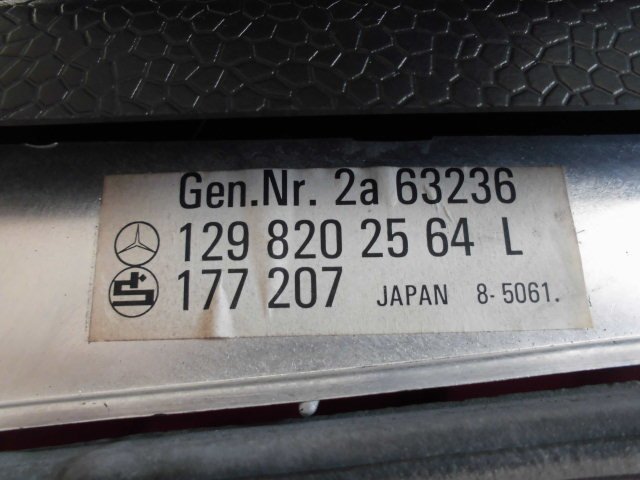 Gen.Nr. 2a 63236
129 820 25 64 L
177 207 JAPAN 8-5061.